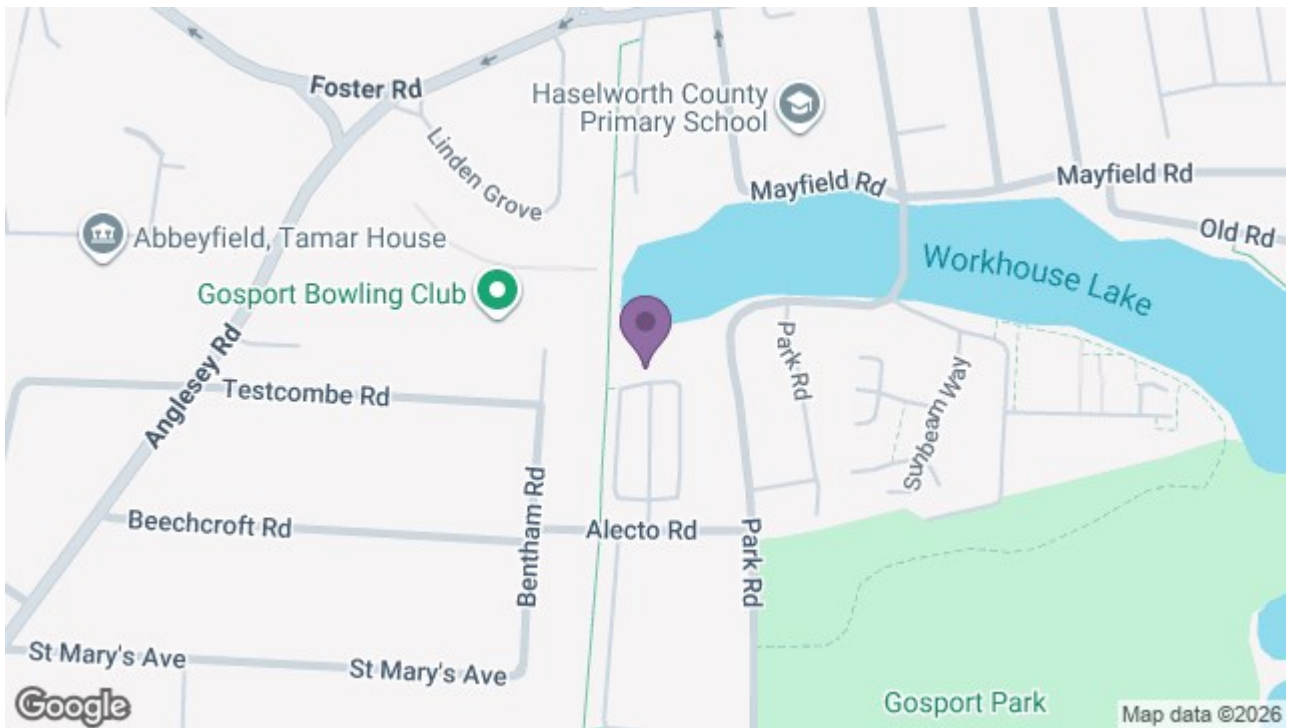 Foster Rd
Haselworth County
Primary School
Linden Grove
Mayfield Rd
Mayfield Rd
Old Rd
Abbeyfield, Tamar House
Workhouse Lake
Gosport Bowling Club
Anglesey Rd
Park Rd
Testcombe Rd
Sunbeam Way
Beechcroft Rd
Bentham Rd
Alecto Rd
Park Rd
St Mary's Ave
St Mary's Ave
Gosport Park
Google
Map data ©2026